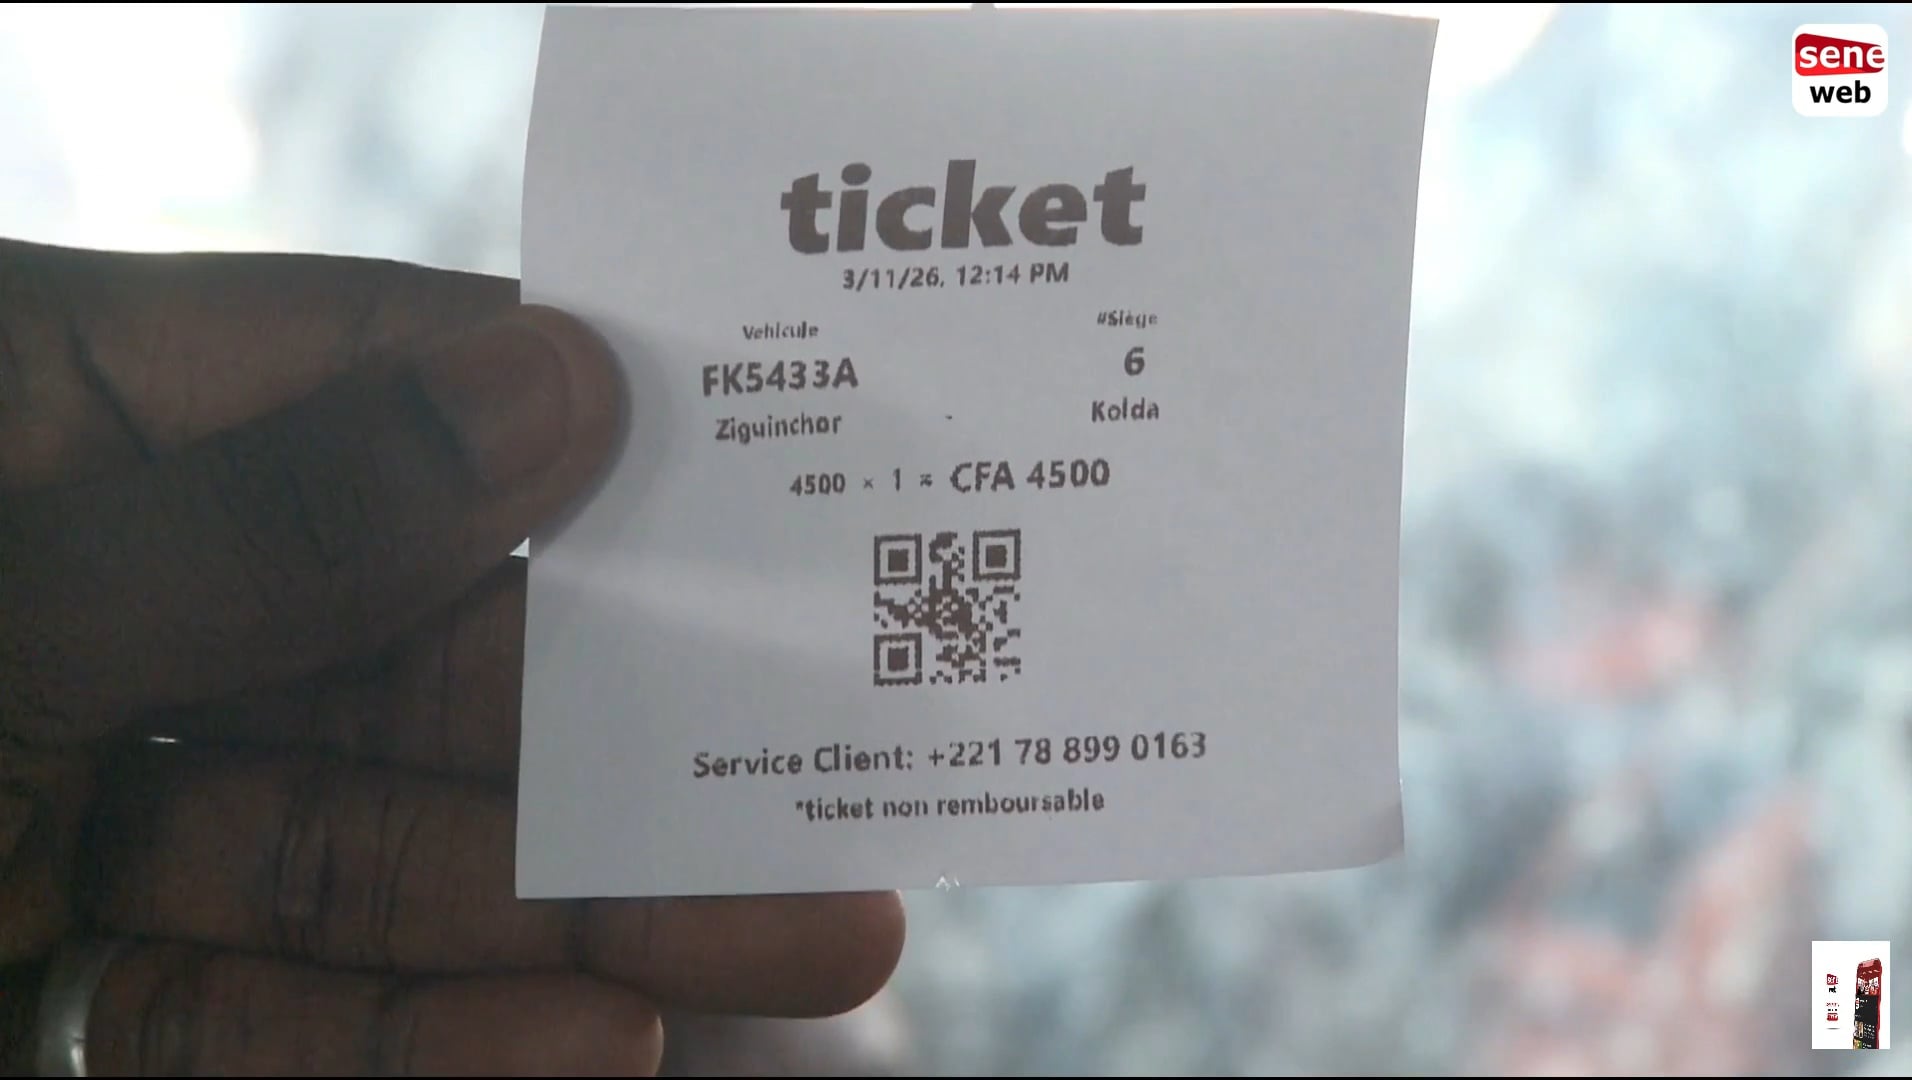 sene
web
ticket
3/11/26, 12:14 PM
Vehicule #Siège
FK5433A 6
Ziguinchor - Kolda
4500 × 1 = CFA 4500
Service Client: +221 78 899 0163
*ticket non remboursable